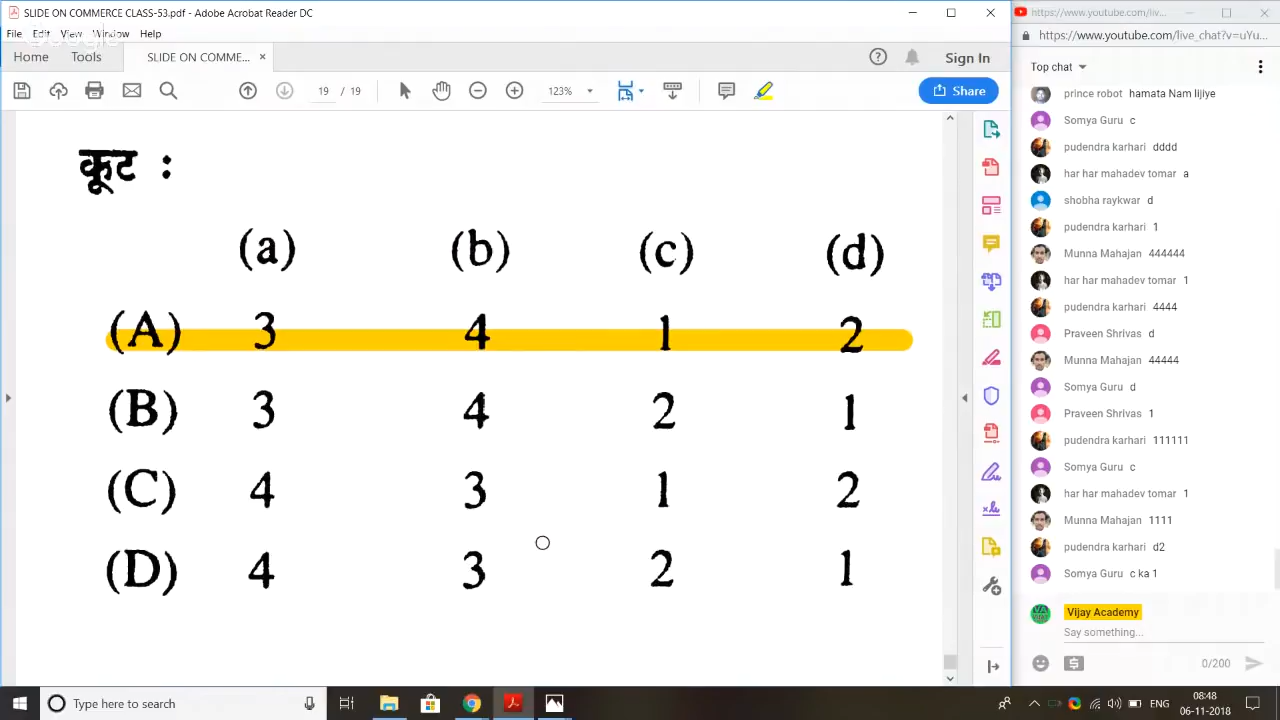 SLIDE ON COMMERCE CLASS-53.pdf - Adobe Acrobat Reader DC
File Edit View Window Help
Home Tools SLIDE ON COMME... × Sign In
19 / 19 123% Share
कूट :
(a) (b) (c) (d)
(A) 3 4 1 2
(B) 3 4 2 1
(C) 4 3 1 2
(D) 4 3 2 1
https://www.youtube.com/liv...
https://www.youtube.com/live_chat?v=uYu...
Top chat
prince robot hamata Nam lijiye
Somya Guru c
pudendra karhari dddd
har har mahadev tomar a
shobha raykwar d
pudendra karhari 1
Munna Mahajan 444444
har har mahadev tomar 1
pudendra karhari 4444
Praveen Shrivas d
Munna Mahajan 44444
Somya Guru d
Praveen Shrivas 1
pudendra karhari 111111
Somya Guru c
har har mahadev tomar 1
Munna Mahajan 1111
pudendra karhari d2
Somya Guru c ka 1
Vijay Academy
Say something...
0/200
Type here to search
ENG 08:48
06-11-2018